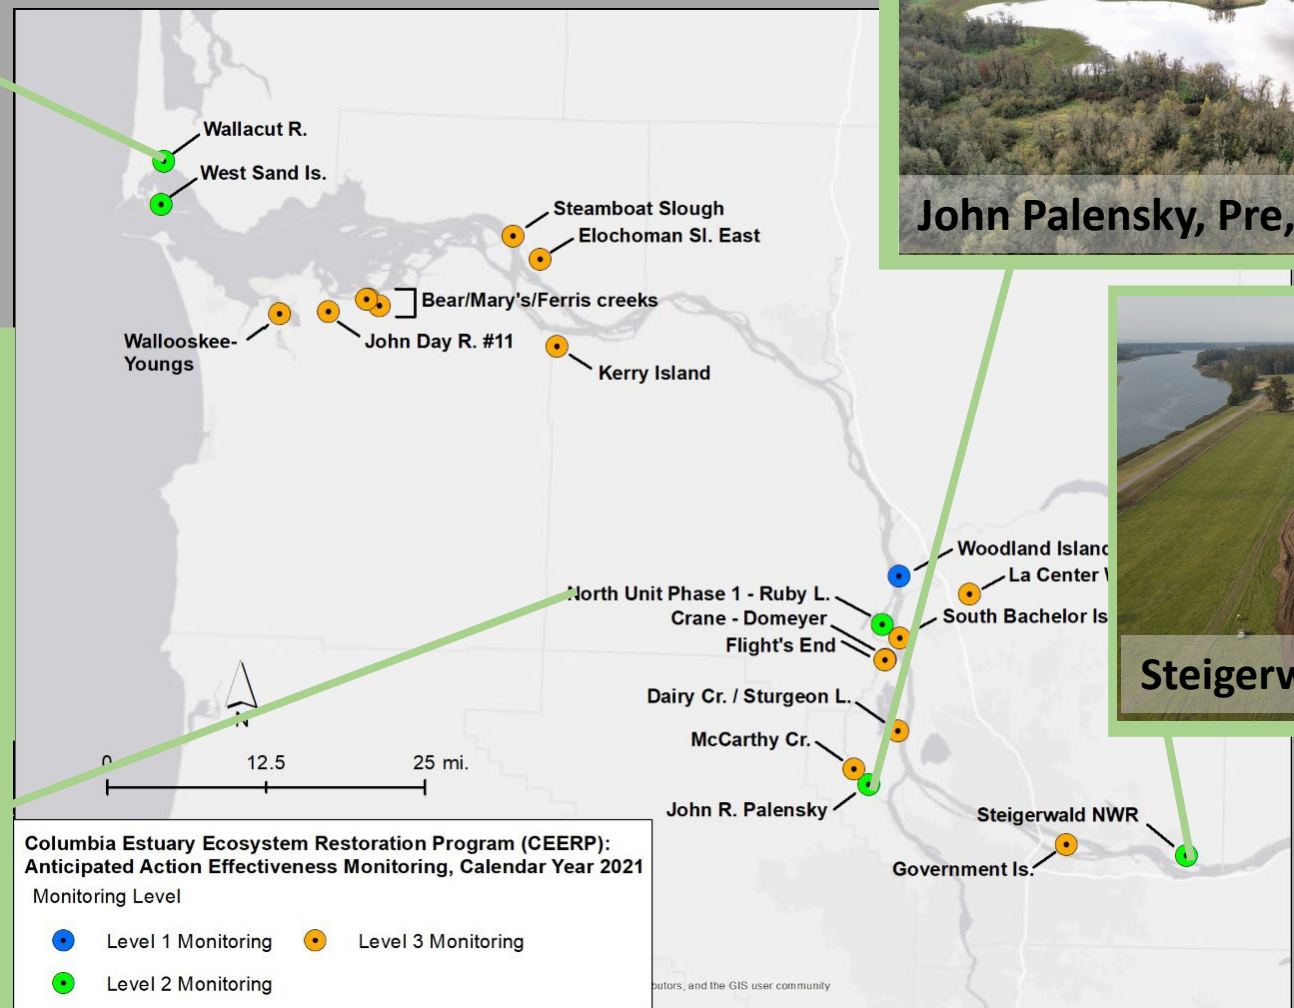 John Palensky, Pre,
Wallacut R.
West Sand Is.
Steamboat Slough
Elochoman Sl. East
Bear/Mary's/Ferris creeks
Wallooskee-
Youngs
John Day R. #11
Kerry Island
Woodland Island
La Center
North Unit Phase 1 - Ruby L.
South Bachelor Is
Crane - Domeyer
Flight's End
Steigerw
Dairy Cr. / Sturgeon L.
McCarthy Cr.
John R. Palensky
Steigerwald NWR
Government Is.
N
0 12.5 25 mi.
Columbia Estuary Ecosystem Restoration Program (CEERP):
Anticipated Action Effectiveness Monitoring, Calendar Year 2021
Monitoring Level
Level 1 Monitoring Level 3 Monitoring
Level 2 Monitoring
butors, and the GIS user community